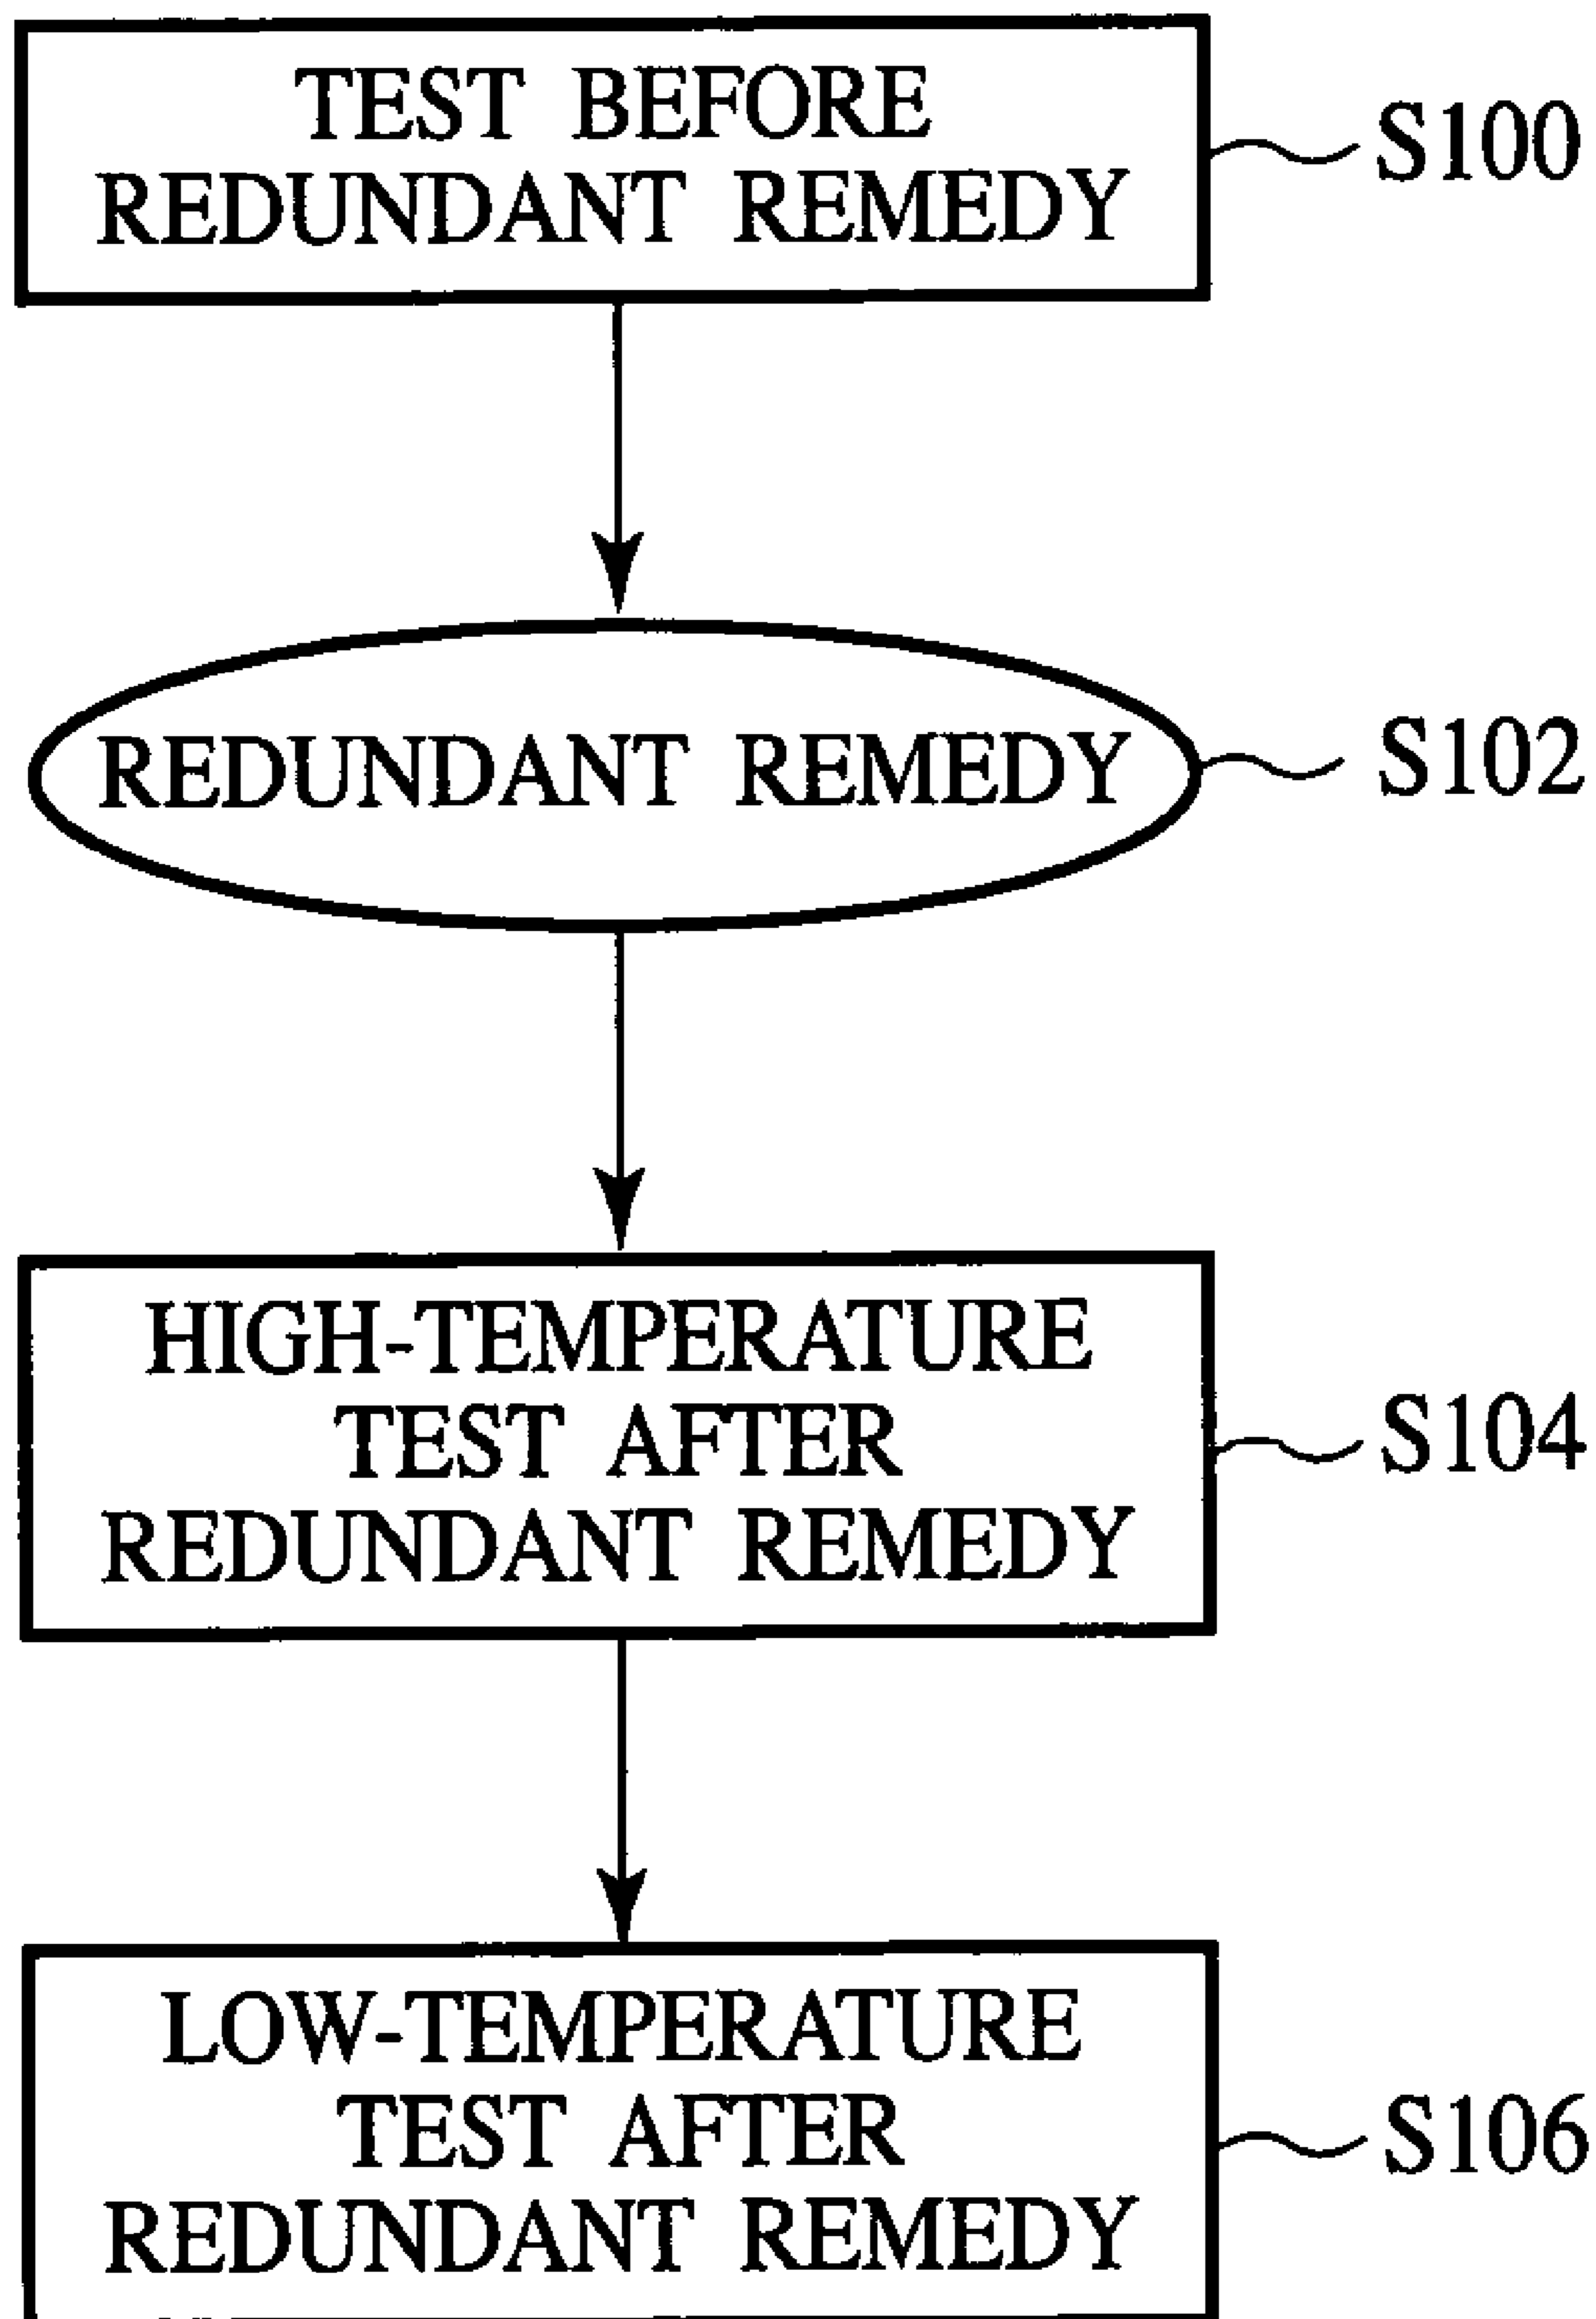 TEST BEFORE
REDUNDANT REMEDY
S100
REDUNDANT REMEDY
S102
HIGH-TEMPERATURE
TEST AFTER
REDUNDANT REMEDY
S104
LOW-TEMPERATURE
TEST AFTER
REDUNDANT REMEDY
S106